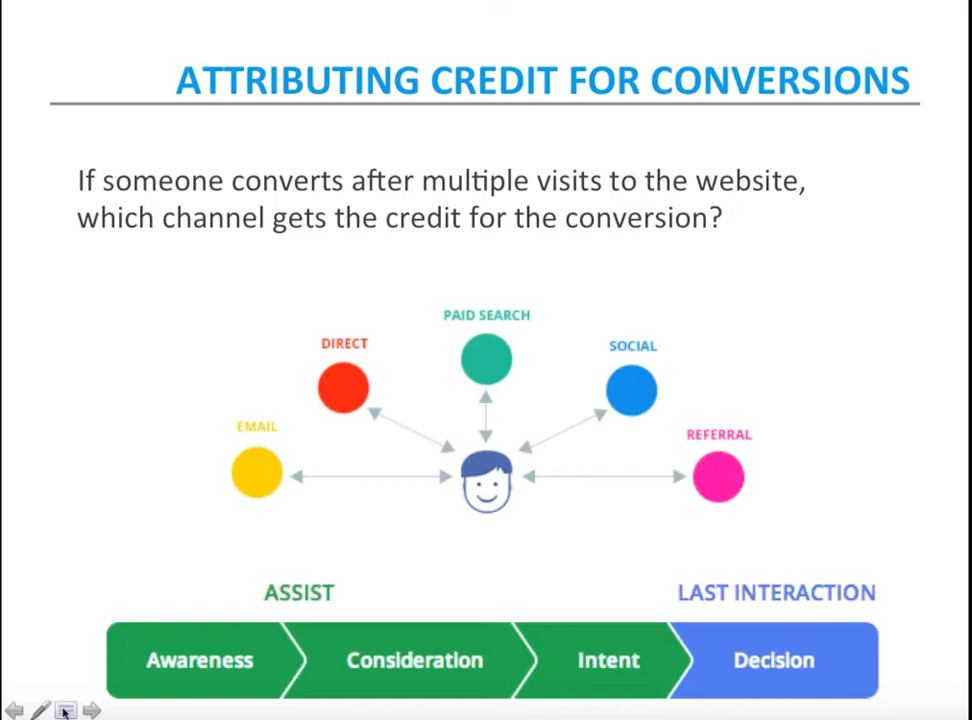 ATTRIBUTING CREDIT FOR CONVERSIONS
If someone converts after multiple visits to the website,
which channel gets the credit for the conversion?
PAID SEARCH
DIRECT
SOCIAL
EMAIL
REFERRAL
ASSIST
LAST INTERACTION
Awareness
Consideration
Intent
Decision